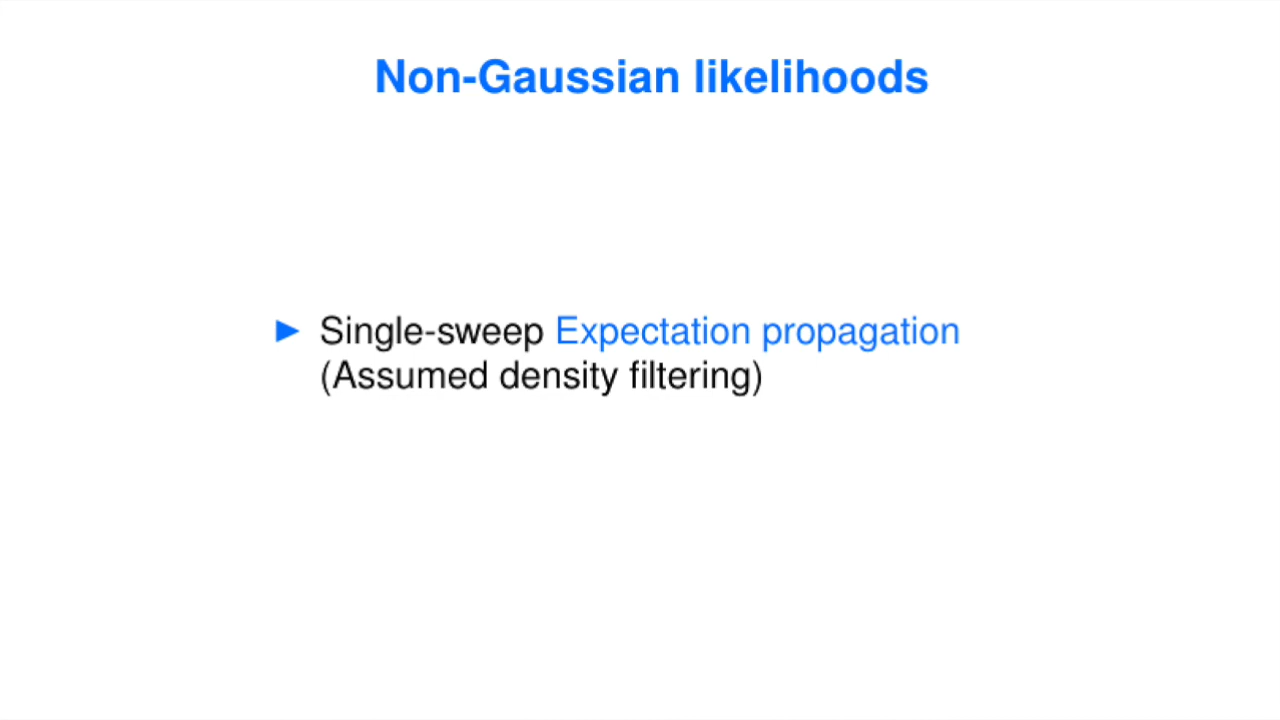 Non-Gaussian likelihoods
Single-sweep Expectation propagation
(Assumed density filtering)